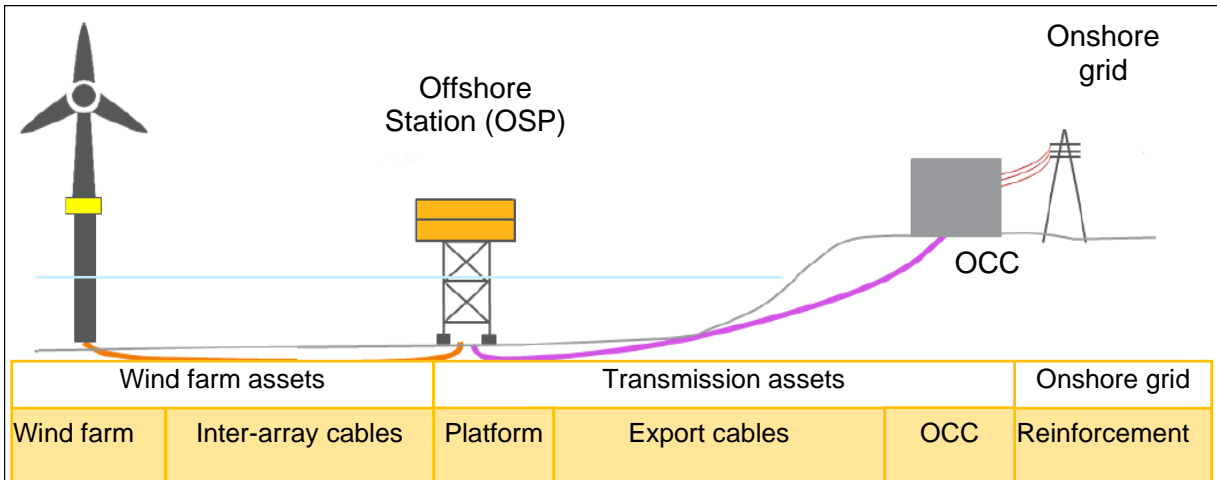 Onshore
grid
Offshore
Station (OSP)
OCC
Wind farm assets
Transmission assets
Onshore grid
Wind farm
Inter-array cables
Platform
Export cables
OCC
Reinforcement